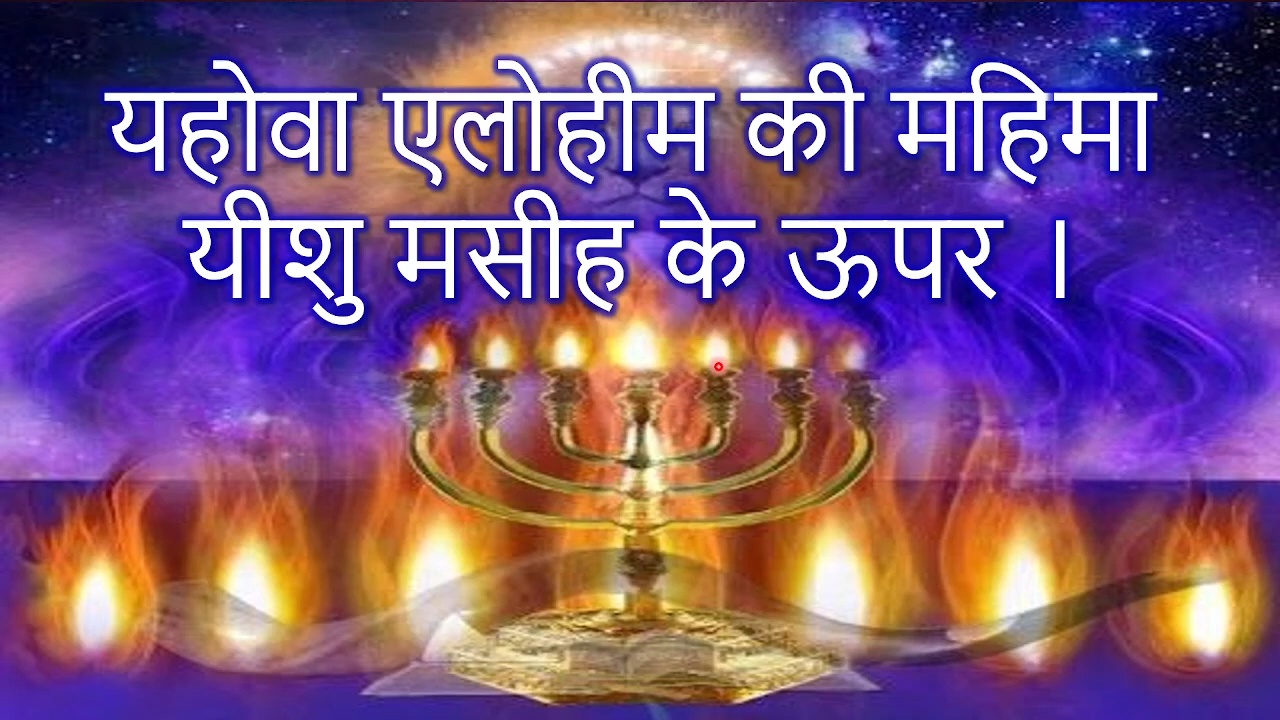 यहोवा एलोहीम की महिमा
यीशु मसीह के ऊपर ।